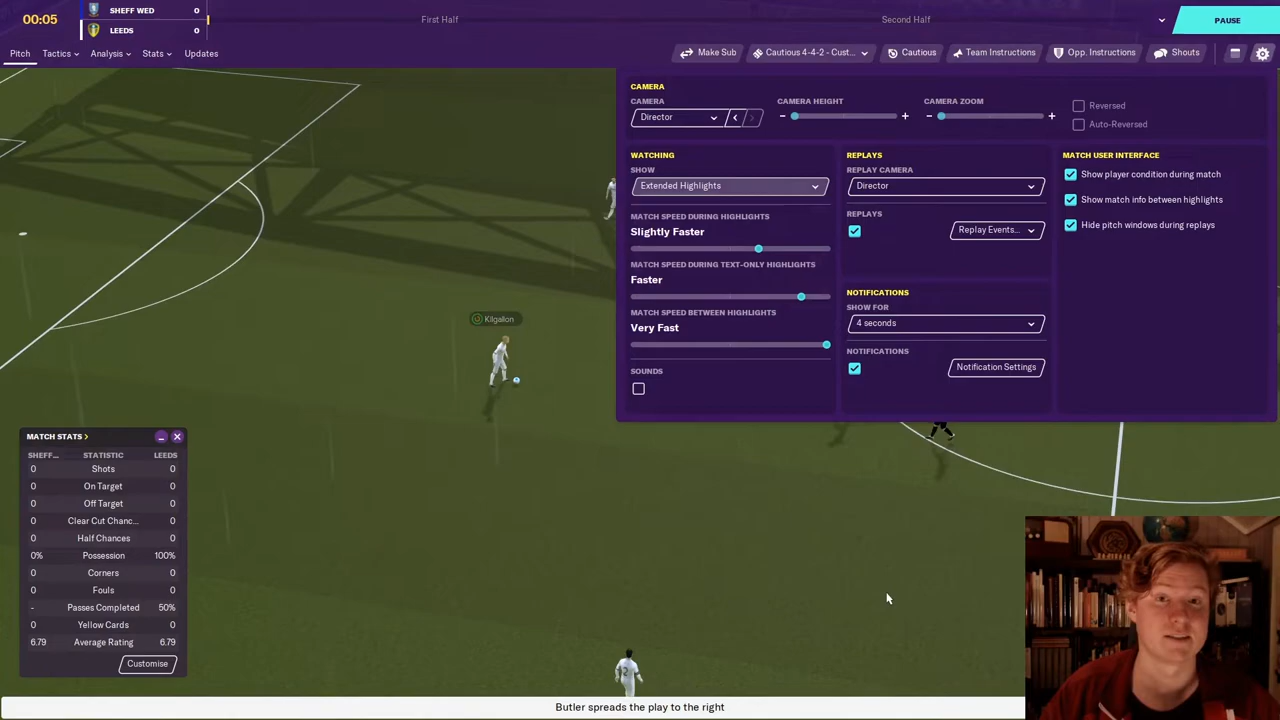 00:05
SHEFF WED 0
LEEDS 0
First Half
Second Half
PAUSE
Pitch
Tactics
Analysis
Stats
Updates
Make Sub
Cautious 4-4-2 - Cust...
Cautious
Team Instructions
Opp. Instructions
Shouts
CAMERA
CAMERA
Director
CAMERA HEIGHT
- +
CAMERA ZOOM
- +
Reversed
Auto-Reversed
WATCHING
SHOW
Extended Highlights
MATCH SPEED DURING HIGHLIGHTS
Slightly Faster
MATCH SPEED DURING TEXT-ONLY HIGHLIGHTS
Faster
MATCH SPEED BETWEEN HIGHLIGHTS
Very Fast
SOUNDS
REPLAYS
REPLAY CAMERA
Director
REPLAYS
Replay Events...
NOTIFICATIONS
SHOW FOR
4 seconds
NOTIFICATIONS
Notification Settings
MATCH USER INTERFACE
Show player condition during match
Show match info between highlights
Hide pitch windows during replays
Kilgallon
MATCH STATS >
SHEFF... STATISTIC LEEDS
0 Shots 0
0 On Target 0
0 Off Target 0
0 Clear Cut Chanc... 0
0 Half Chances 0
0% Possession 100%
0 Corners 0
0 Fouls 0
- Passes Completed 50%
0 Yellow Cards 0
6.79 Average Rating 6.79
Customise
2
Butler spreads the play to the right